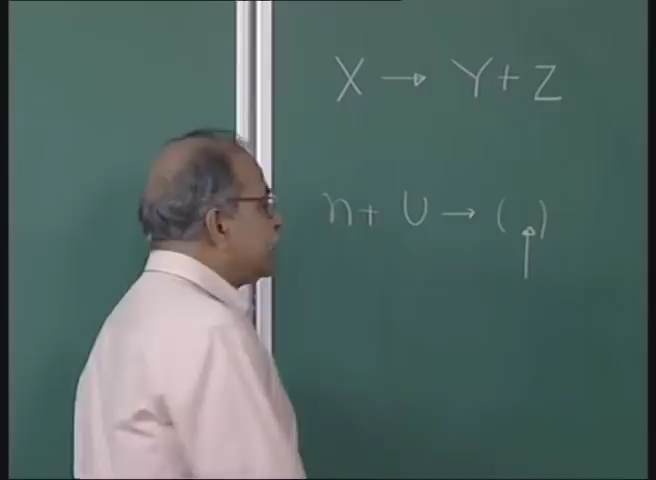 X → Y + Z
n + U → ( )